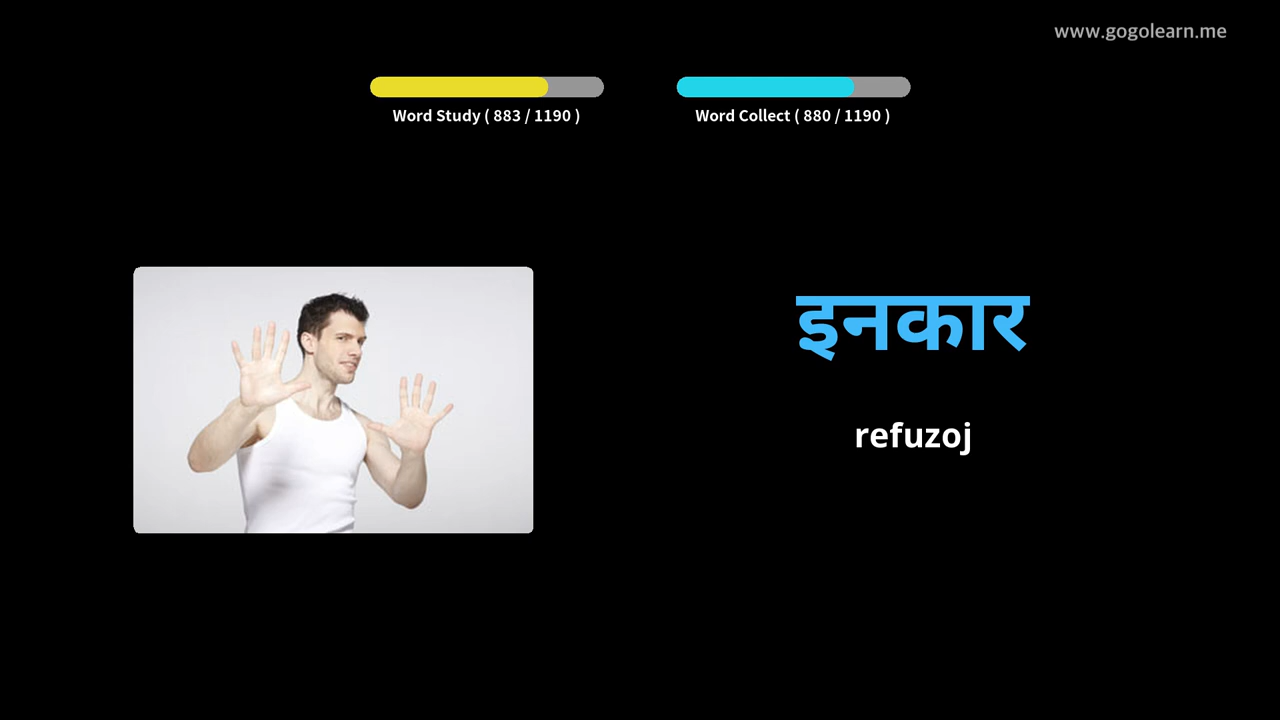 www.gogolearn.me
Word Study ( 883 / 1190 )
Word Collect ( 880 / 1190 )
इनकार
refuzoj